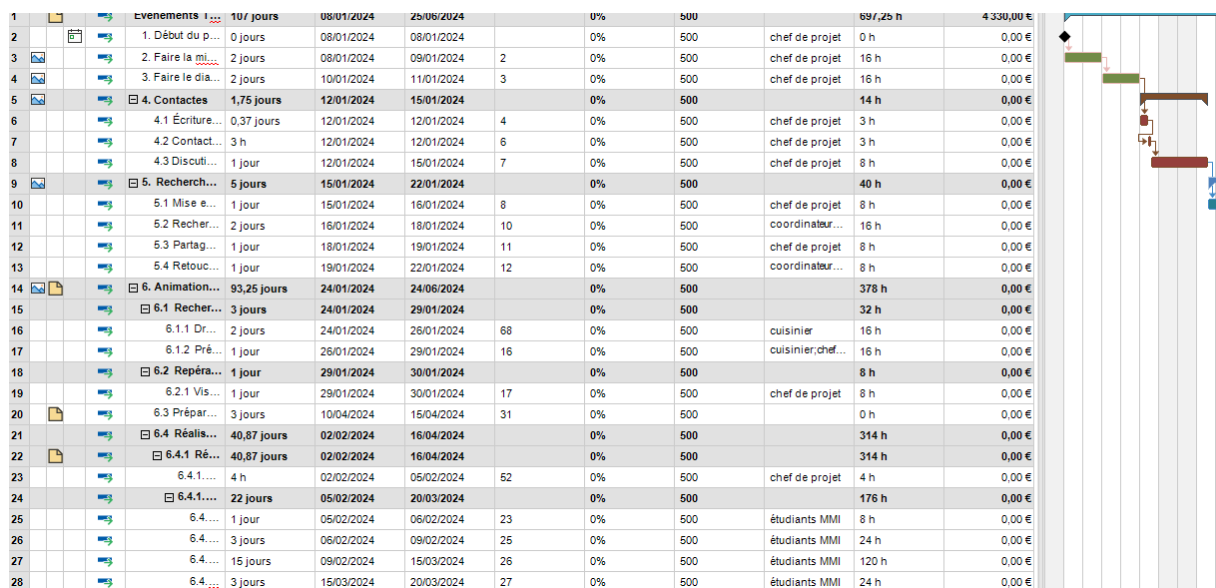 1 Evènements T... 107 jours 08/01/2024 25/06/2024 0% 500 697,25 h 4 330,00 €
2 1. Début du p... 0 jours 08/01/2024 08/01/2024 0% 500 chef de projet 0 h 0,00 €
3 2. Faire la mi... 2 jours 08/01/2024 09/01/2024 2 0% 500 chef de projet 16 h 0,00 €
4 3. Faire le dia... 2 jours 10/01/2024 11/01/2024 3 0% 500 chef de projet 16 h 0,00 €
5 4. Contactes 1,75 jours 12/01/2024 15/01/2024 0% 500 14 h 0,00 €
6 4.1 Écriture... 0,37 jours 12/01/2024 12/01/2024 4 0% 500 chef de projet 3 h 0,00 €
7 4.2 Contact... 3 h 12/01/2024 12/01/2024 6 0% 500 chef de projet 3 h 0,00 €
8 4.3 Discuti... 1 jour 12/01/2024 15/01/2024 7 0% 500 chef de projet 8 h 0,00 €
9 5. Recherch... 5 jours 15/01/2024 22/01/2024 0% 500 40 h 0,00 €
10 5.1 Mise e... 1 jour 15/01/2024 16/01/2024 8 0% 500 chef de projet 8 h 0,00 €
11 5.2 Recher... 2 jours 16/01/2024 18/01/2024 10 0% 500 coordinateur... 16 h 0,00 €
12 5.3 Partag... 1 jour 18/01/2024 19/01/2024 11 0% 500 chef de projet 8 h 0,00 €
13 5.4 Retouc... 1 jour 19/01/2024 22/01/2024 12 0% 500 coordinateur... 8 h 0,00 €
14 6. Animation... 93,25 jours 24/01/2024 24/06/2024 0% 500 378 h 0,00 €
15 6.1 Recher... 3 jours 24/01/2024 29/01/2024 0% 500 32 h 0,00 €
16 6.1.1 Dr... 2 jours 24/01/2024 26/01/2024 68 0% 500 cuisinier 16 h 0,00 €
17 6.1.2 Pré... 1 jour 26/01/2024 29/01/2024 16 0% 500 cuisinier;chef... 16 h 0,00 €
18 6.2 Repéra... 1 jour 29/01/2024 30/01/2024 0% 500 8 h 0,00 €
19 6.2.1 Vis... 1 jour 29/01/2024 30/01/2024 17 0% 500 chef de projet 8 h 0,00 €
20 6.3 Prépar... 3 jours 10/04/2024 15/04/2024 31 0% 500 0 h 0,00 €
21 6.4 Réalis... 40,87 jours 02/02/2024 16/04/2024 0% 500 314 h 0,00 €
22 6.4.1 Ré... 40,87 jours 02/02/2024 16/04/2024 0% 500 314 h 0,00 €
23 6.4.1.... 4 h 02/02/2024 05/02/2024 52 0% 500 chef de projet 4 h 0,00 €
24 6.4.1.... 22 jours 05/02/2024 20/03/2024 0% 500 176 h 0,00 €
25 6.4.... 1 jour 05/02/2024 06/02/2024 23 0% 500 étudiants MMI 8 h 0,00 €
26 6.4.... 3 jours 06/02/2024 09/02/2024 25 0% 500 étudiants MMI 24 h 0,00 €
27 6.4.... 15 jours 09/02/2024 15/03/2024 26 0% 500 étudiants MMI 120 h 0,00 €
28 6.4.... 3 jours 15/03/2024 20/03/2024 27 0% 500 étudiants MMI 24 h 0,00 €